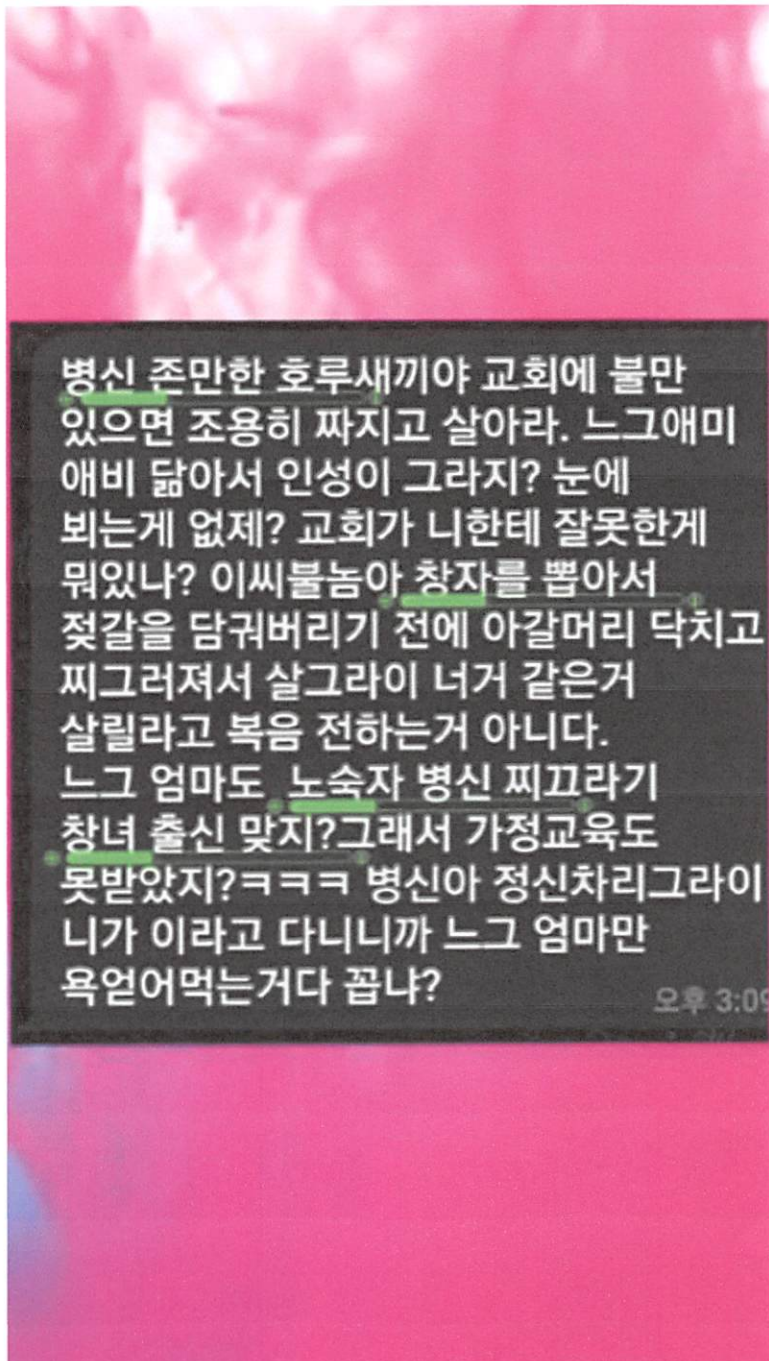 병신 존만한 호루새끼야 교회에 불만
있으면 조용히 짜지고 살아라. 느그애미
애비 닮아서 인성이 그라지? 눈에
뵈는게 없제? 교회가 니한테 잘못한게
뭐있나? 이씨불놈아 창자를 뽑아서
젖갈을 담궈버리기 전에 아갈머리 닥치고
찌그러져서 살그라이 너거 같은거
살릴라고 복음 전하는거 아니다.
느그 엄마도 노숙자 병신 찌끄라기
창녀 출신 맞지?그래서 가정교육도
못받았지?ㅋㅋㅋ 병신아 정신차리그라이
니가 이라고 다니니까 느그 엄마만
욕얻어먹는거다 꼽냐?
오후 3:09